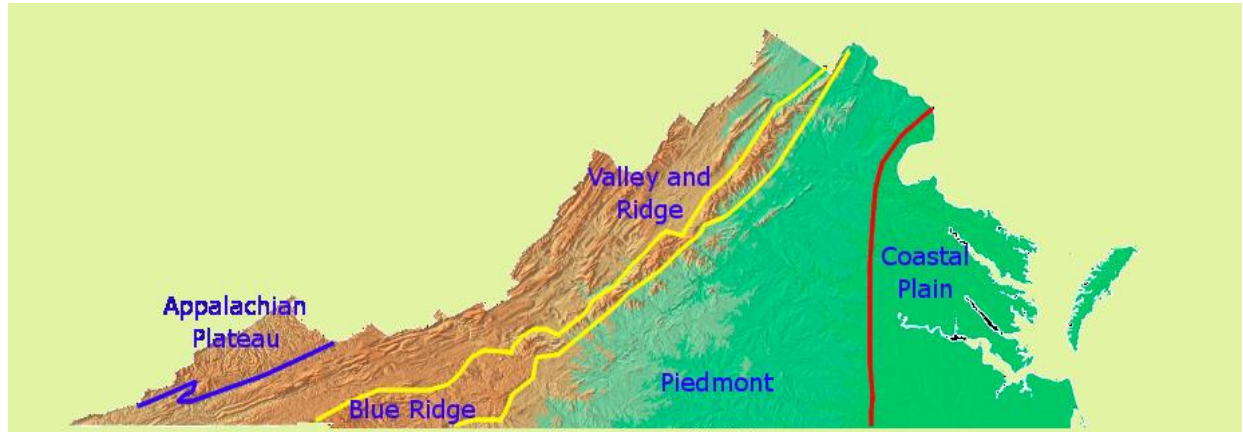 Valley and
Ridge
Coastal
Plain
Appalachian
Plateau
Piedmont
Blue Ridge